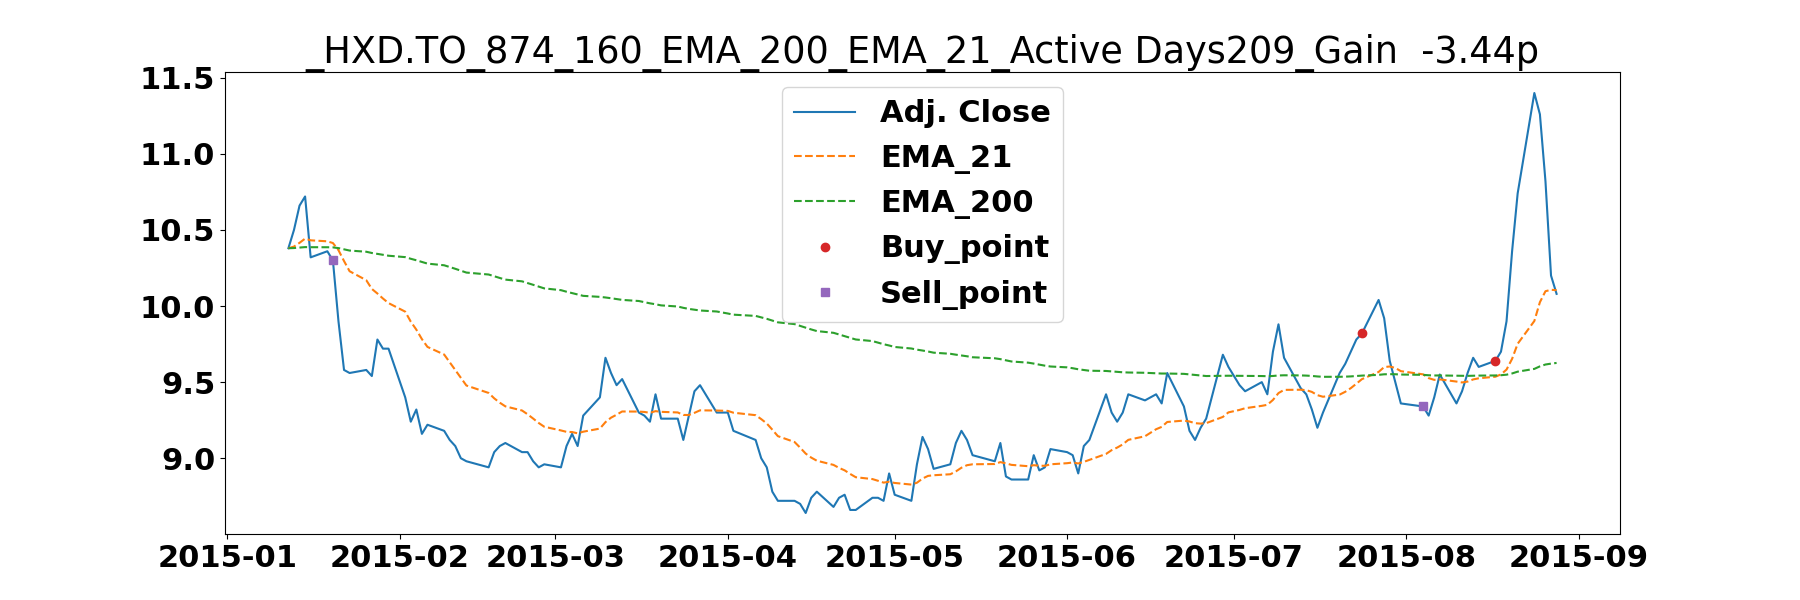 _HXD.TO_874_160_EMA_200_EMA_21_Active Days209_Gain  -3.44p
11.5
11.0
10.5
10.0
9.5
9.0
Adj. Close
EMA_21
EMA_200
Buy_point
Sell_point
2015-01 2015-02 2015-03 2015-04 2015-05 2015-06 2015-07 2015-08 2015-09